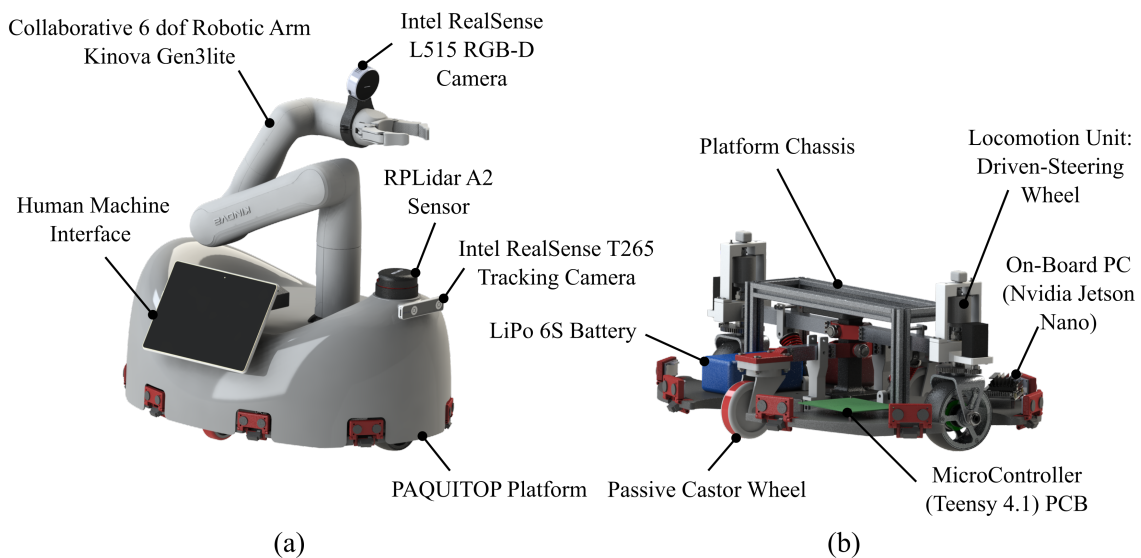 Collaborative 6 dof Robotic Arm
Kinova Gen3lite
Intel RealSense
L515 RGB-D
Camera
RPLidar A2
Sensor
Human Machine
Interface
Intel RealSense T265
Tracking Camera
PAQUITOP Platform
(a)
Platform Chassis
Locomotion Unit:
Driven-Steering
Wheel
On-Board PC
(Nvidia Jetson
Nano)
LiPo 6S Battery
Passive Castor Wheel
MicroController
(Teensy 4.1) PCB
(b)